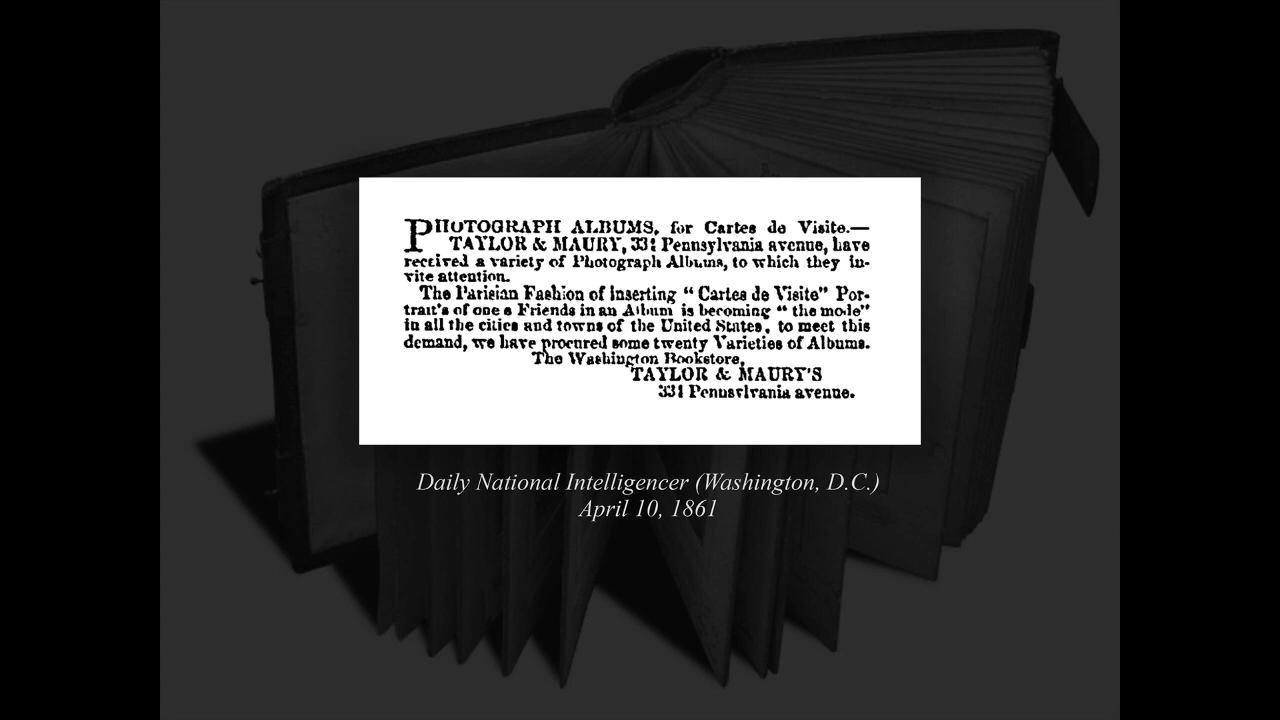 PHOTOGRAPH ALBUMS, for Cartes de Visite.—
TAYLOR & MAURY, 334 Pennsylvania avenue, have
received a variety of Photograph Albums, to which they in-
vite attention.
The Parisian Fashion of inserting “Cartes de Visite” Por-
trait's of one s Friends in an Album is becoming “the mode”
in all the cities and towns of the United States, to meet this
demand, we have procured some twenty Varieties of Albums.
The Washington Bookstore,
TAYLOR & MAURY'S
334 Pennsylvania avenue.
Daily National Intelligencer (Washington, D.C.)
April 10, 1861